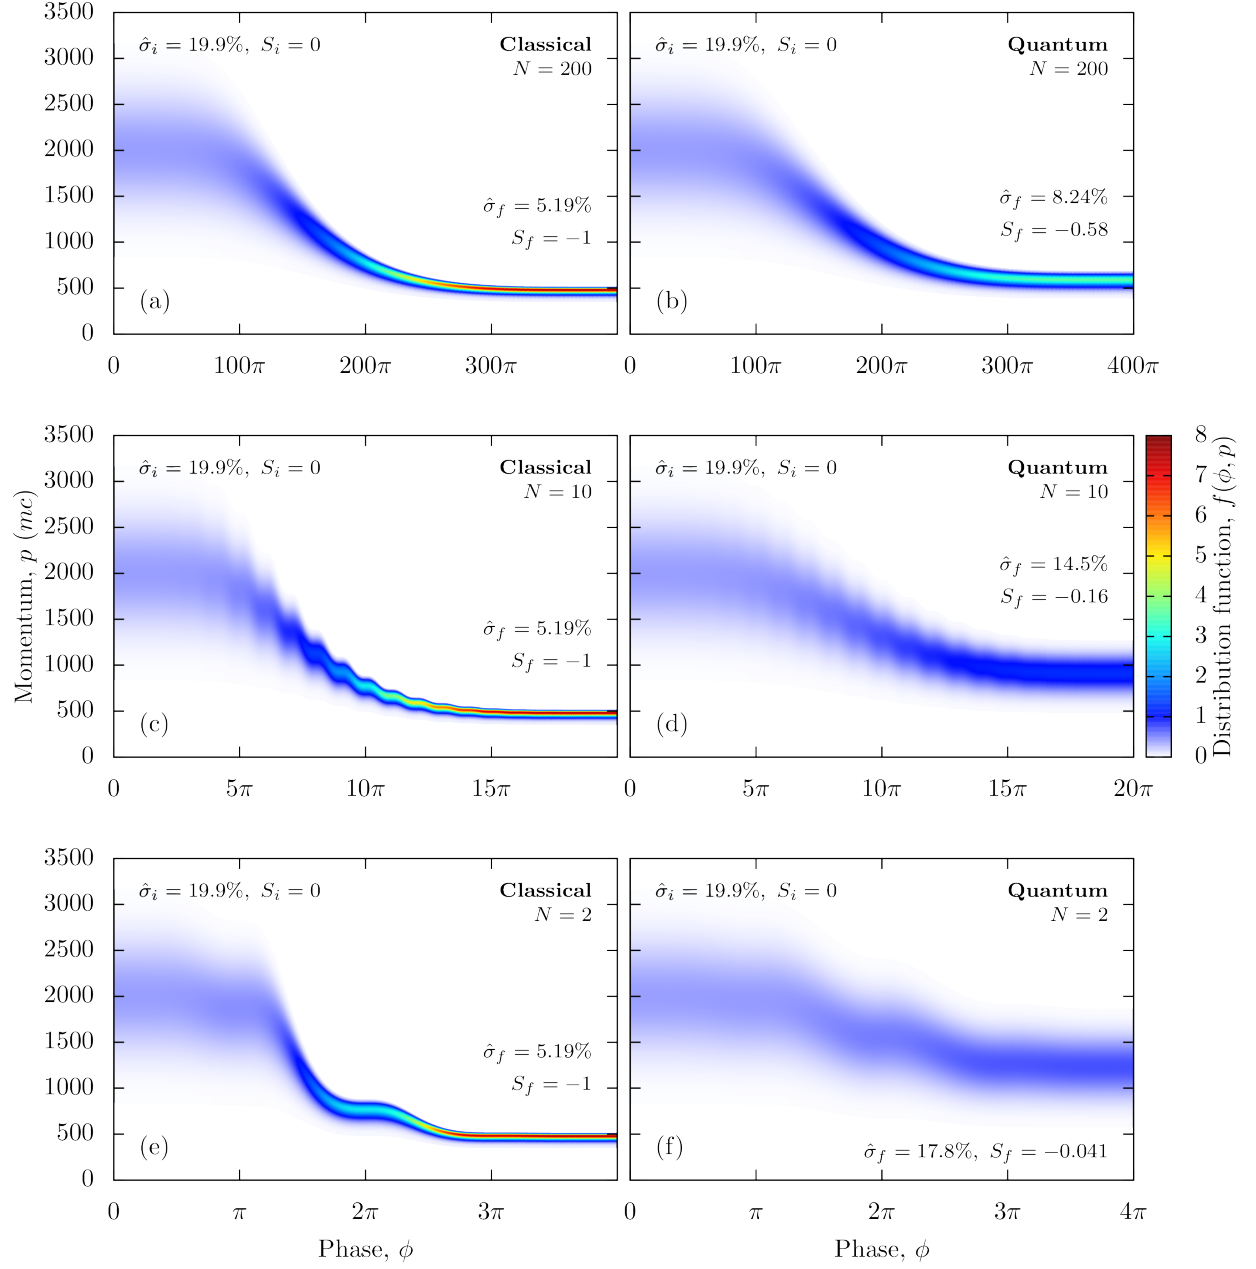 3500
3000
2500
2000
1500
1000
500
0
σ̂_i = 19.9%, S_i = 0
Classical
N = 200
σ̂_f = 5.19%
S_f = −1
(a)
0 100π 200π 300π
σ̂_i = 19.9%, S_i = 0
Quantum
N = 200
σ̂_f = 8.24%
S_f = −0.58
(b)
0 100π 200π 300π 400π
Momentum, p (mc)
3500
3000
2500
2000
1500
1000
500
0
σ̂_i = 19.9%, S_i = 0
Classical
N = 10
σ̂_f = 5.19%
S_f = −1
(c)
0 5π 10π 15π
σ̂_i = 19.9%, S_i = 0
Quantum
N = 10
σ̂_f = 14.5%
S_f = −0.16
(d)
0 5π 10π 15π 20π
8
7
6
5
4
3
2
1
0
Distribution function, f(ϕ, p)
3500
3000
2500
2000
1500
1000
500
0
σ̂_i = 19.9%, S_i = 0
Classical
N = 2
σ̂_f = 5.19%
S_f = −1
(e)
0 π 2π 3π
Phase, ϕ
σ̂_i = 19.9%, S_i = 0
Quantum
N = 2
σ̂_f = 17.8%, S_f = −0.041
(f)
0 π 2π 3π 4π
Phase, ϕ